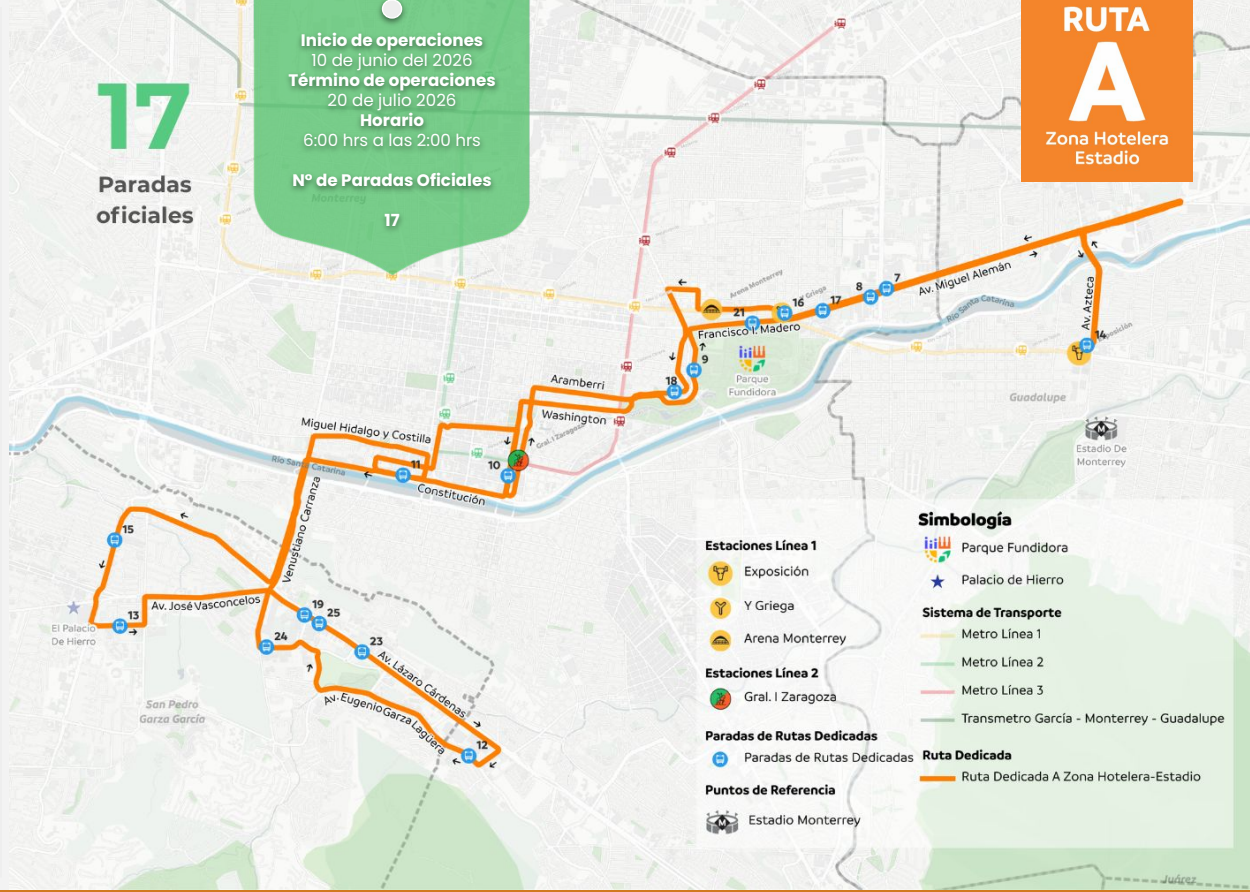 Inicio de operaciones
10 de junio del 2026
Término de operaciones
20 de julio 2026
Horario
6:00 hrs a las 2:00 hrs
Nº de Paradas Oficiales
17
17
Paradas
oficiales
RUTA
A
Zona Hotelera
Estadio
Monterrey
Arena Monterrey
Griega
16
17
8
7
21
Av. Miguel Alemán
Río Santa Catarina
Av. Azteca
14
Exposición
Francisco I. Madero
9
18
Parque
Fundidora
Guadalupe
Estadio De
Monterrey
Aramberri
Washington
Gral. I Zaragoza
Miguel Hidalgo y Costilla
Río Santa Catarina
11
10
Constitución
Venustiano Carranza
15
13
Av. José Vasconcelos
El Palacio
De Hierro
19
25
24
23
Av. Lázaro Cárdenas
Av. Eugenio Garza Lagüera
12
San Pedro
Garza García
Estaciones Línea 1
Exposición
Y Griega
Arena Monterrey
Estaciones Línea 2
Gral. I Zaragoza
Paradas de Rutas Dedicadas
Paradas de Rutas Dedicadas
Puntos de Referencia
Estadio Monterrey
Simbología
Parque Fundidora
Palacio de Hierro
Sistema de Transporte
Metro Línea 1
Metro Línea 2
Metro Línea 3
Transmetro García - Monterrey - Guadalupe
Ruta Dedicada
Ruta Dedicada A Zona Hotelera-Estadio
Juárez